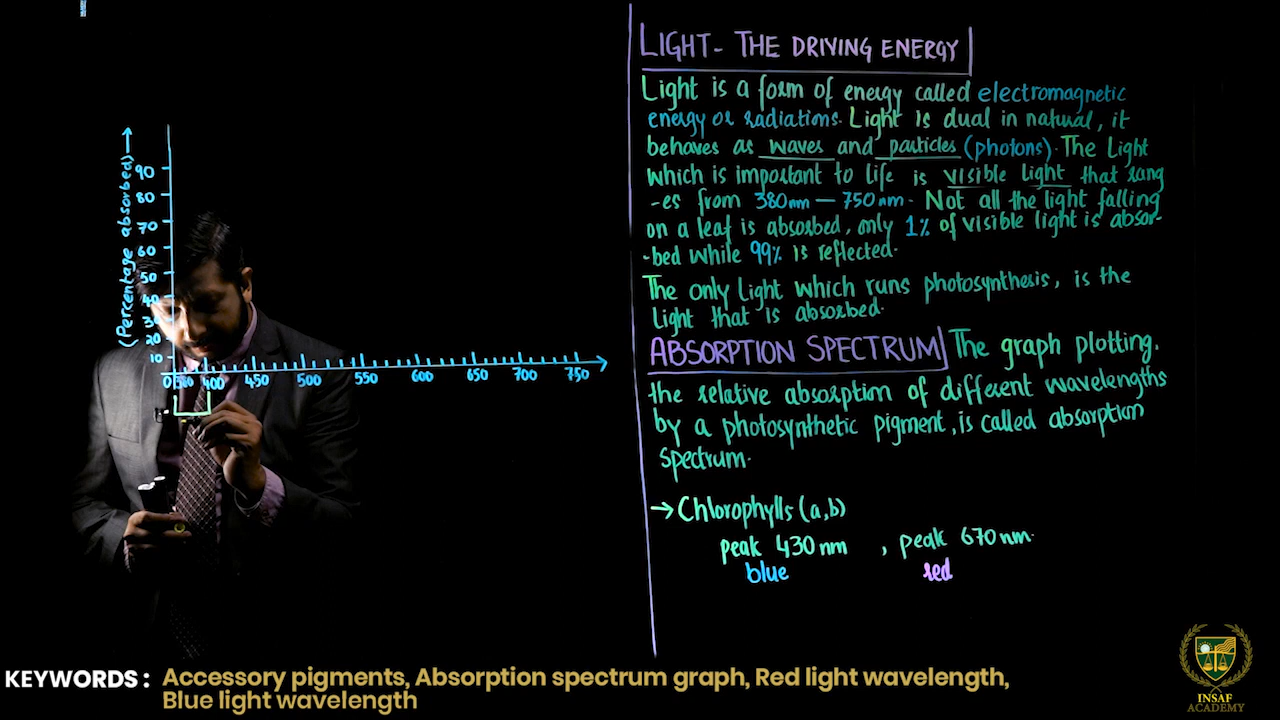 LIGHT- THE DRIVING ENERGY
Light is a form of energy called electromagnetic
energy or radiations. Light is dual in natural, it
behaves as waves and particles (photons). The Light
which is important to life is visible light that rang
-es from 380nm — 750nm. Not all the light falling
on a leaf is absorbed, only 1% of visible light is absor-
-bed while 99% is reflected.
The only light which runs photosynthesis, is the
light that is absorbed.
ABSORPTION SPECTRUM The graph plotting.
the relative absorption of different wavelengths
by a photosynthetic pigment, is called absorption
spectrum.
→ Chlorophylls (a,b)
peak 430nm , peak 670nm.
blue red
(Percentage absorbed)→
90
80
70
60
50
40
30
20
10
0 380 400 450 500 550 600 650 700 750
KEYWORDS : Accessory pigments, Absorption spectrum graph, Red light wavelength,
Blue light wavelength
INSAF
ACADEMY